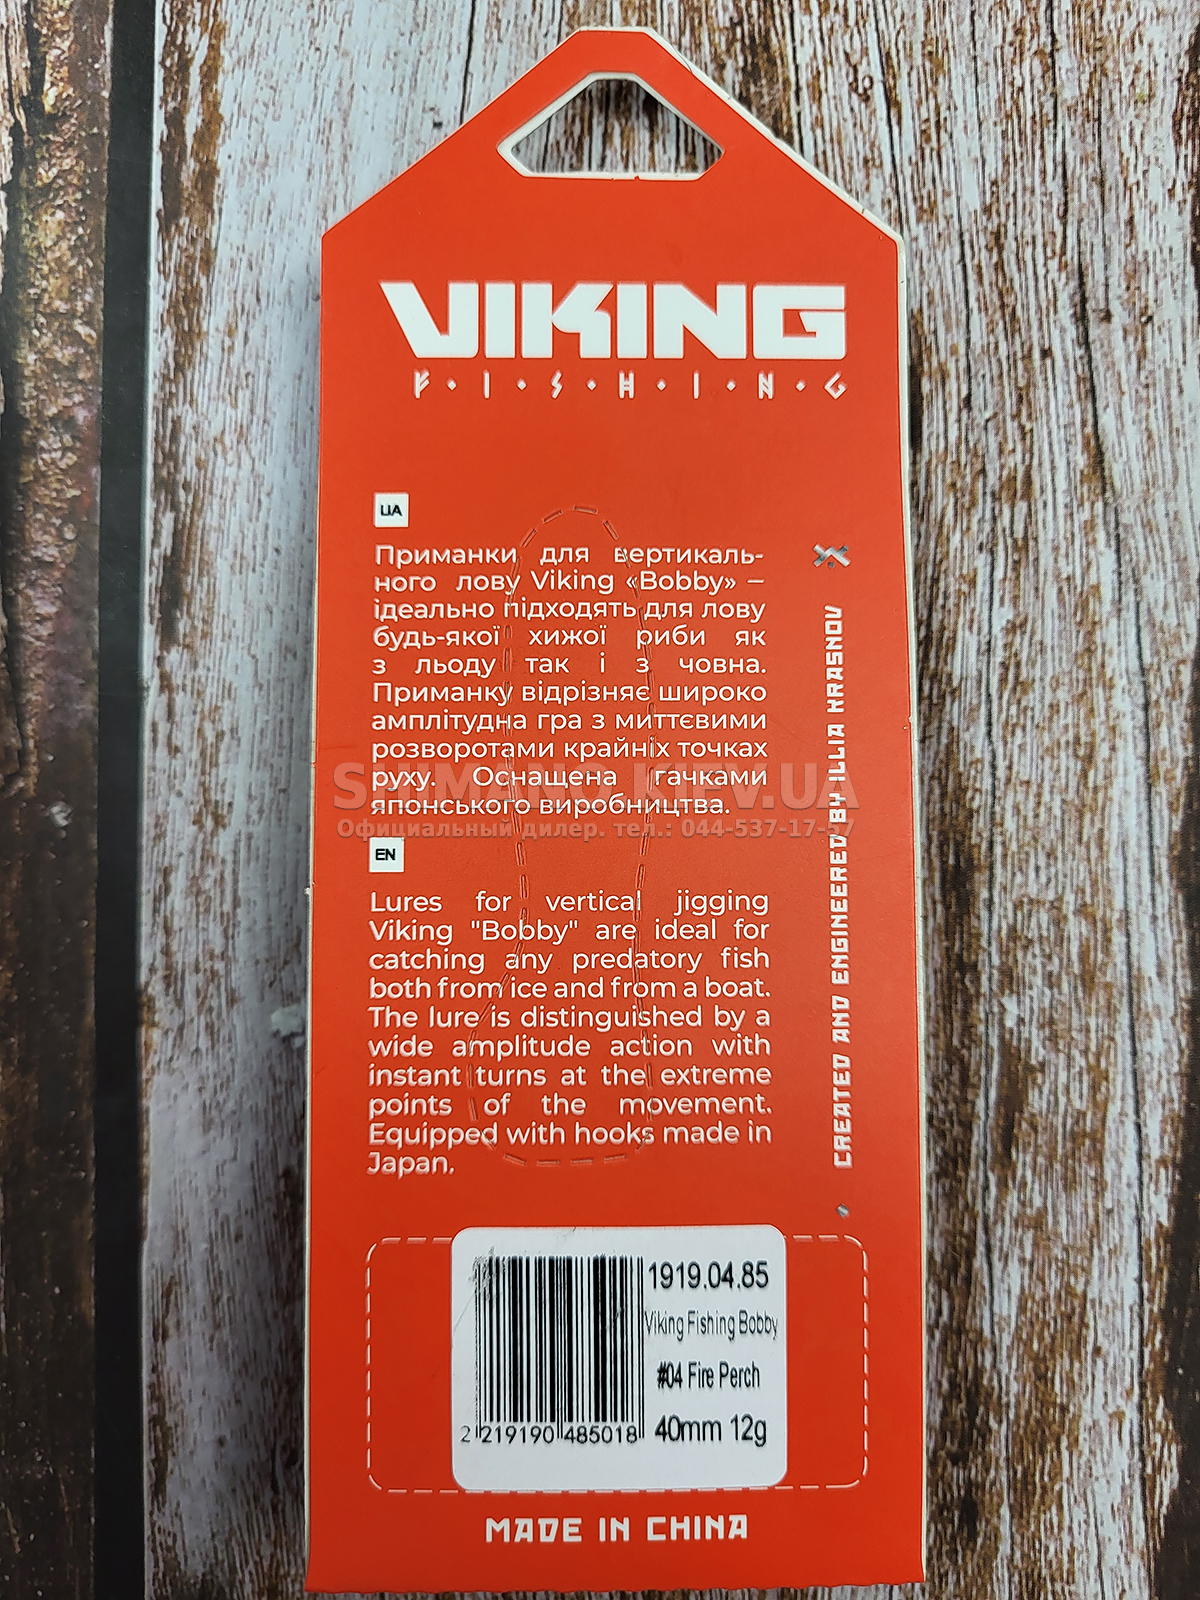 VIKING
F·I·S·H·I·N·G
UA
Приманки для вертикаль-
ного лову Viking «Bobby» –
ідеально підходять для лову
будь-якої хижої риби як
з льоду так і з човна.
Приманку відрізняє широко
амплітудна гра з миттєвими
розворотами крайніх точках
руху. Оснащена гачками
японського виробництва.
SHIMANO.KIEV.UA
Официальный дилер. тел.: 044-537-17-57
EN
Lures for vertical jigging
Viking "Bobby" are ideal for
catching any predatory fish
both from ice and from a boat.
The lure is distinguished by a
wide amplitude action with
instant turns at the extreme
points of the movement.
Equipped with hooks made in
Japan.
CREATED AND ENGINEERED BY ILLIA KRASNOV
1919.04.85
Viking Fishing Bobby
#04 Fire Perch
40mm 12g
2 219190 485018
MADE IN CHINA